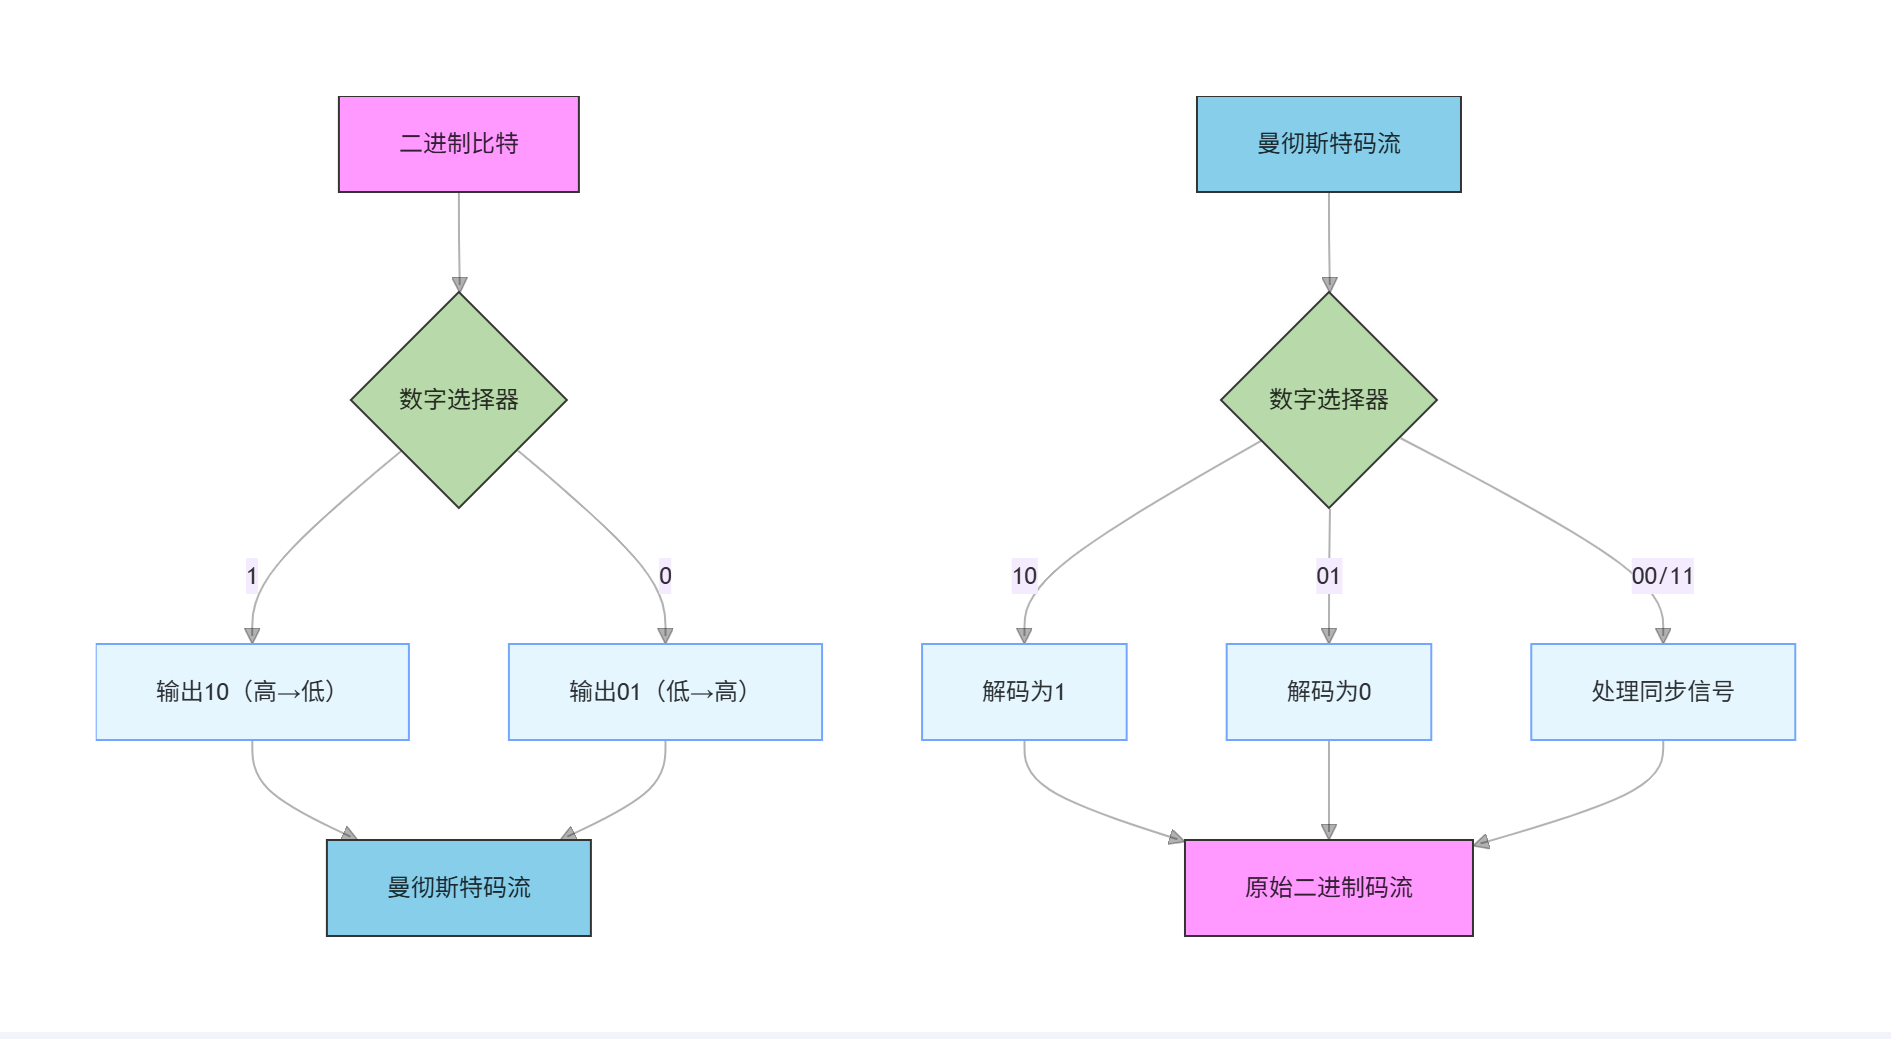 二进制比特
数字选择器
1
0
输出10（高→低）
输出01（低→高）
曼彻斯特码流
曼彻斯特码流
数字选择器
10
01
00/11
解码为1
解码为0
处理同步信号
原始二进制码流